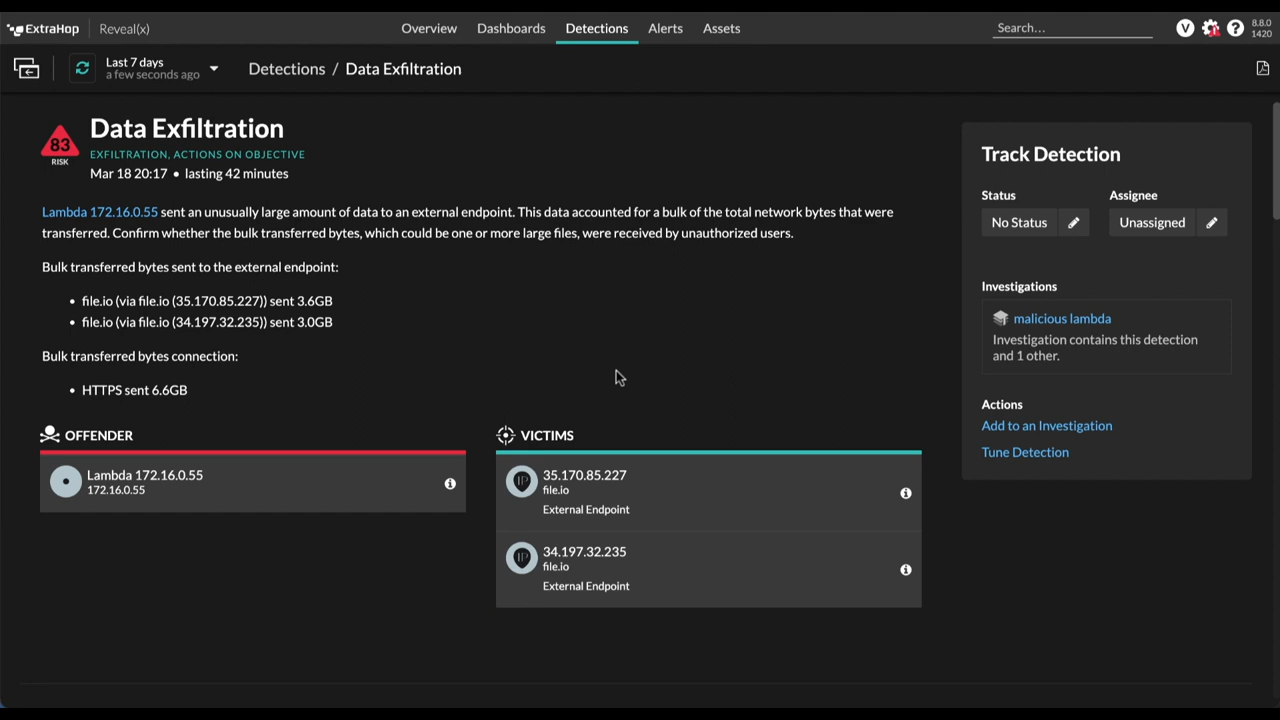 ExtraHop Reveal(x) Overview Dashboards Detections Alerts Assets Search... V ? 8.8.0
1420
Last 7 days
a few seconds ago
Detections / Data Exfiltration
83
RISK
Data Exfiltration
EXFILTRATION, ACTIONS ON OBJECTIVE
Mar 18 20:17 • lasting 42 minutes
Lambda 172.16.0.55 sent an unusually large amount of data to an external endpoint. This data accounted for a bulk of the total network bytes that were
transferred. Confirm whether the bulk transferred bytes, which could be one or more large files, were received by unauthorized users.
Bulk transferred bytes sent to the external endpoint:
• file.io (via file.io (35.170.85.227)) sent 3.6GB
• file.io (via file.io (34.197.32.235)) sent 3.0GB
Bulk transferred bytes connection:
• HTTPS sent 6.6GB
OFFENDER
Lambda 172.16.0.55
172.16.0.55
VICTIMS
IP
35.170.85.227
file.io
External Endpoint
IP
34.197.32.235
file.io
External Endpoint
Track Detection
Status Assignee
No Status Unassigned
Investigations
malicious lambda
Investigation contains this detection
and 1 other.
Actions
Add to an Investigation
Tune Detection